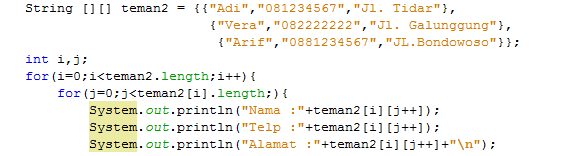 String [][] teman2 = {{"Adi","081234567","Jl. Tidar"},
{"Vera","082222222","Jl. Galunggung"},
{"Arif","0881234567","JL.Bondowoso"}};
int i,j;
for(i=0;i<teman2.length;i++){
for(j=0;j<teman2[i].length;){
System.out.println("Nama :"+teman2[i][j++]);
System.out.println("Telp :"+teman2[i][j++]);
System.out.println("Alamat :"+teman2[i][j++]+"\n");